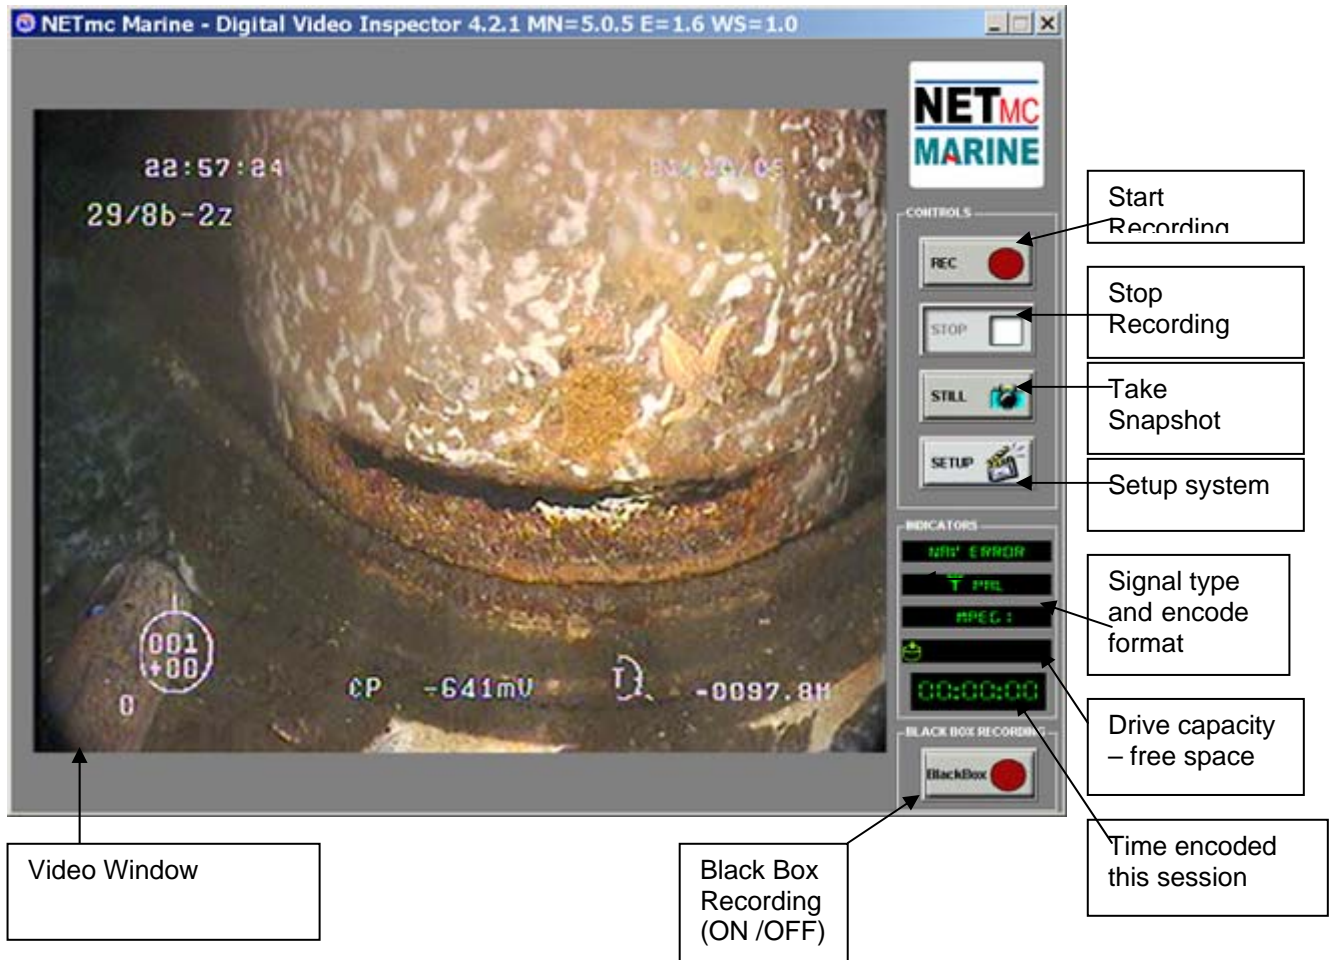 NETmc Marine - Digital Video Inspector 4.2.1 MN=5.0.5 E=1.6 WS=1.0
NETMC
MARINE
22:57:24
29/8b-2z
001
+00
0
CP -641mV
-0097.8M
CONTROLS
REC
STOP
STILL
SETUP
INDICATORS
NAV ERROR
PAL
MPEG1
00:00:00
BLACK BOX RECORDING
BlackBox
Start
Recording
Stop
Recording
Take
Snapshot
Setup system
Signal type
and encode
format
Drive capacity
– free space
Time encoded
this session
Video Window
Black Box
Recording
(ON /OFF)